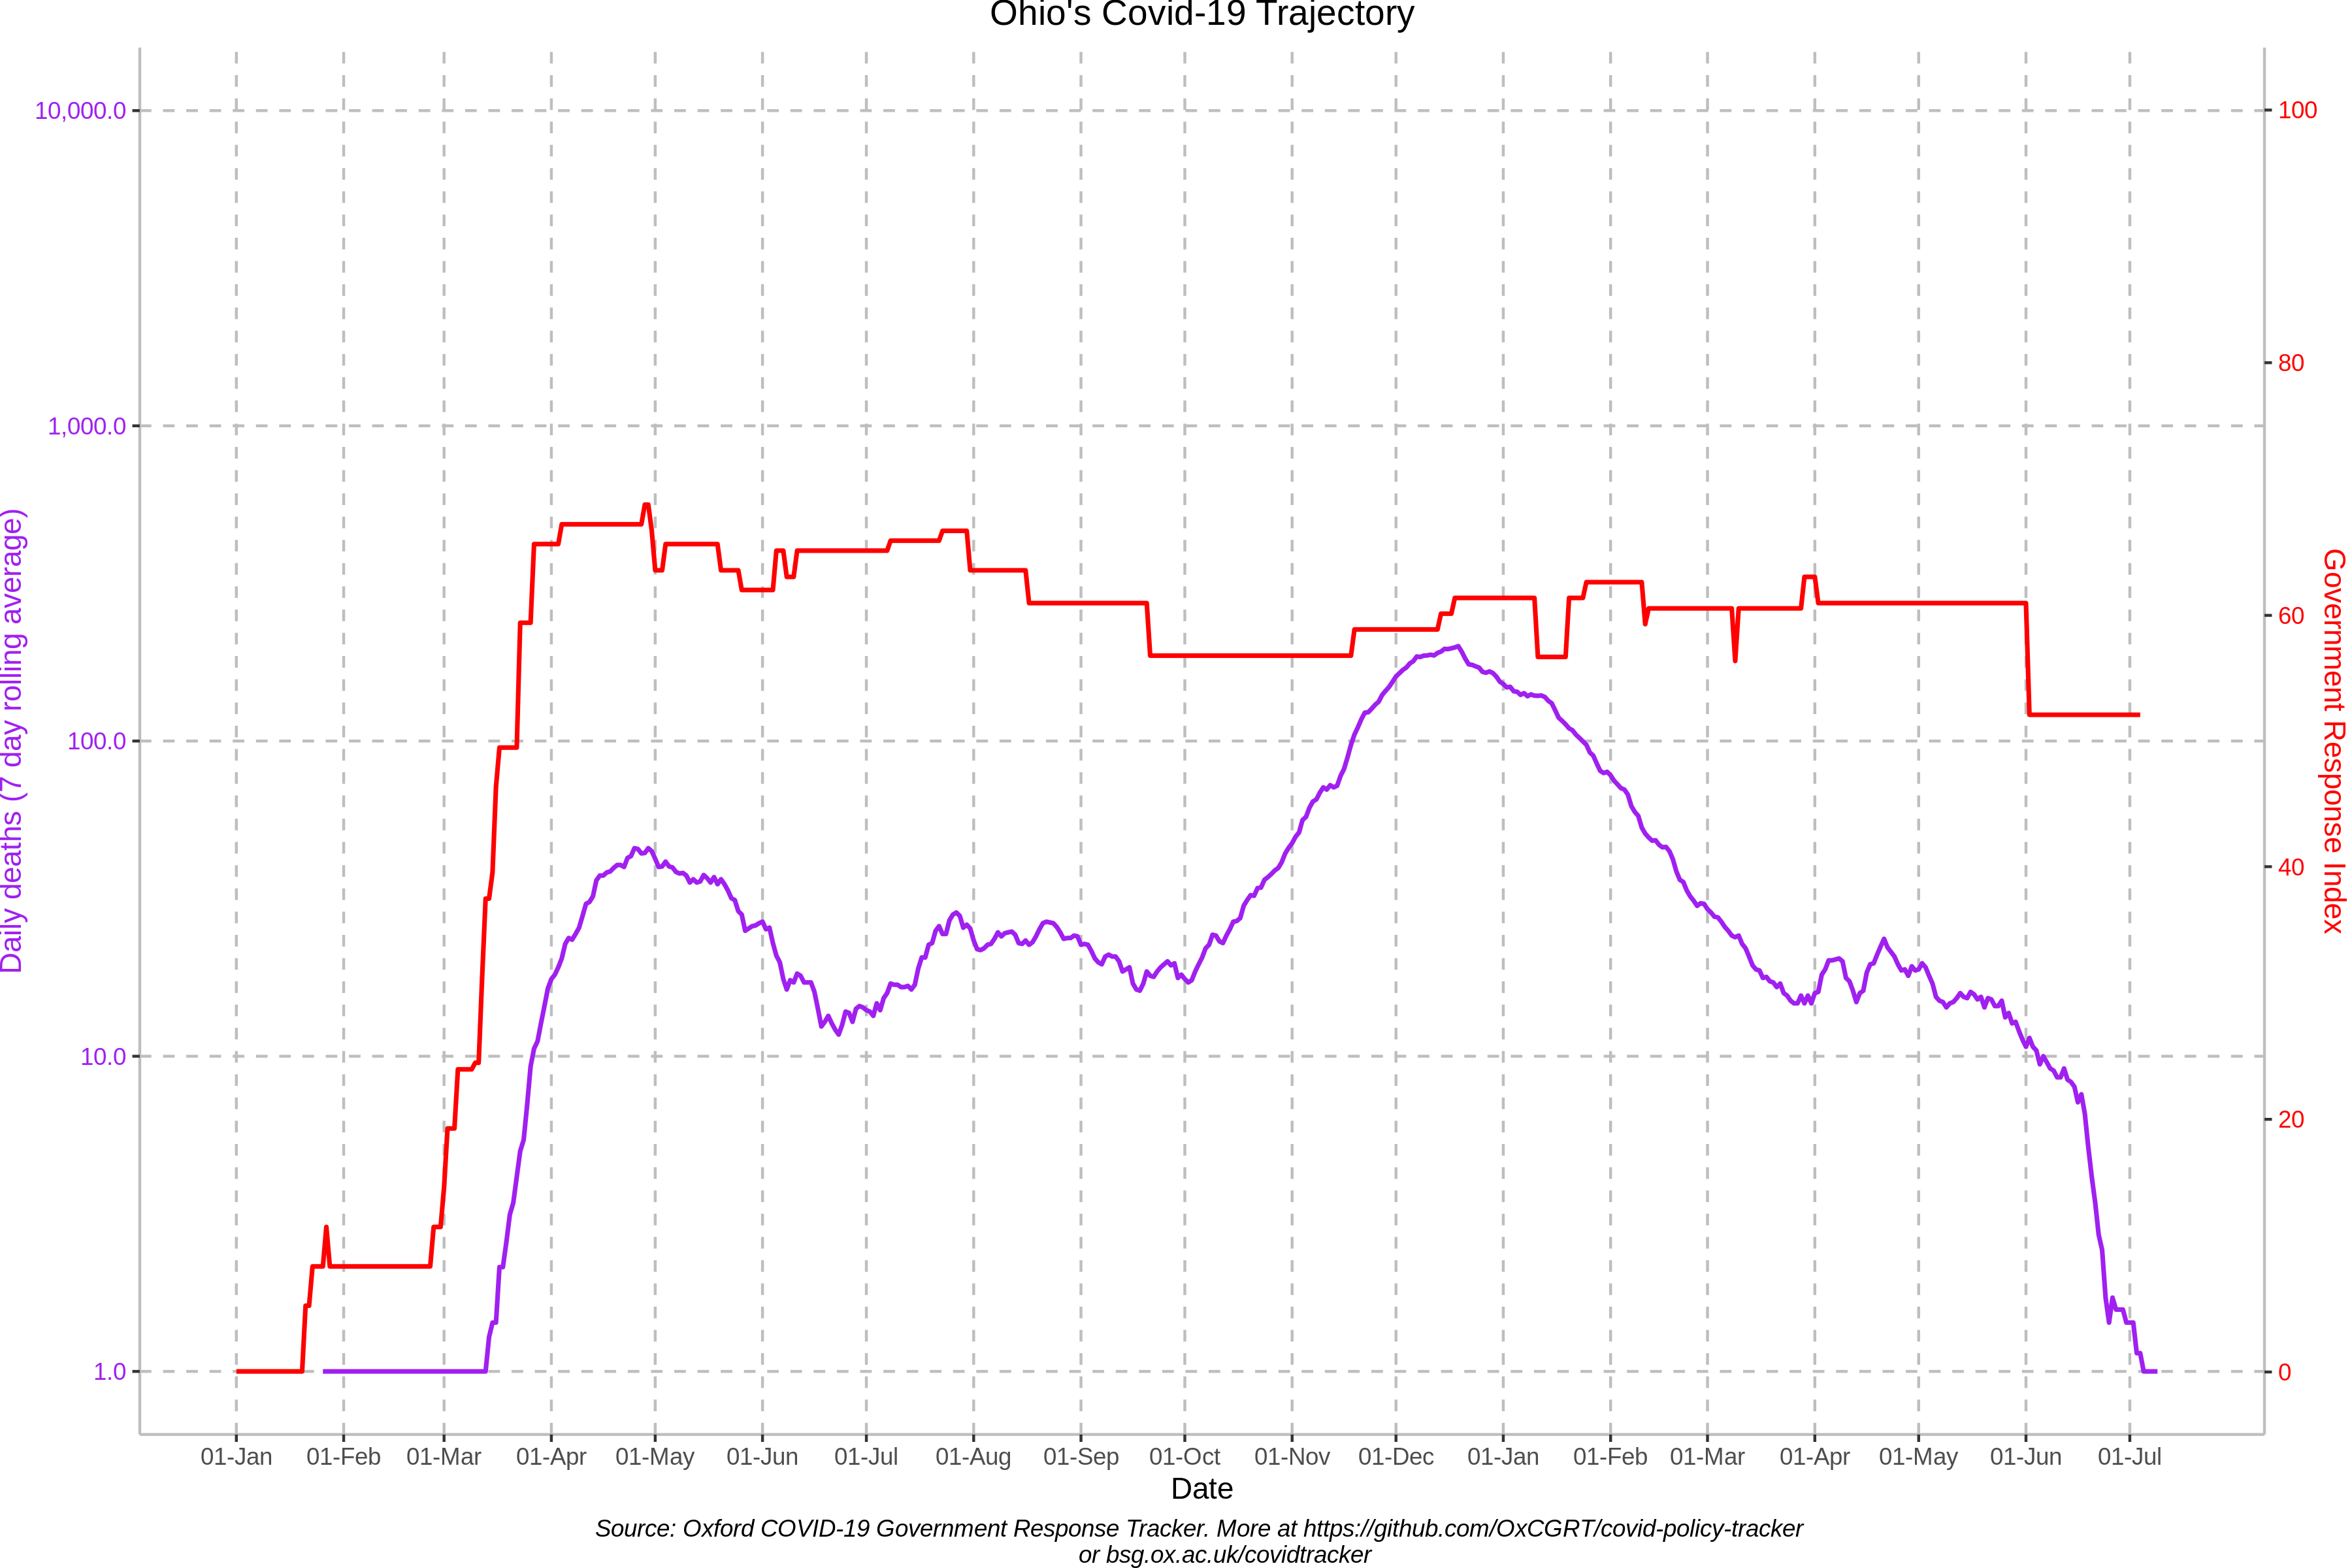 Ohio's Covid-19 Trajectory
10,000.0
1,000.0
100.0
10.0
1.0
Daily deaths (7 day rolling average)
100
80
60
40
20
0
Government Response Index
01-Jan 01-Feb 01-Mar 01-Apr 01-May 01-Jun 01-Jul 01-Aug 01-Sep 01-Oct 01-Nov 01-Dec 01-Jan 01-Feb 01-Mar 01-Apr 01-May 01-Jun 01-Jul
Date
Source: Oxford COVID-19 Government Response Tracker. More at https://github.com/OxCGRT/covid-policy-tracker
or bsg.ox.ac.uk/covidtracker